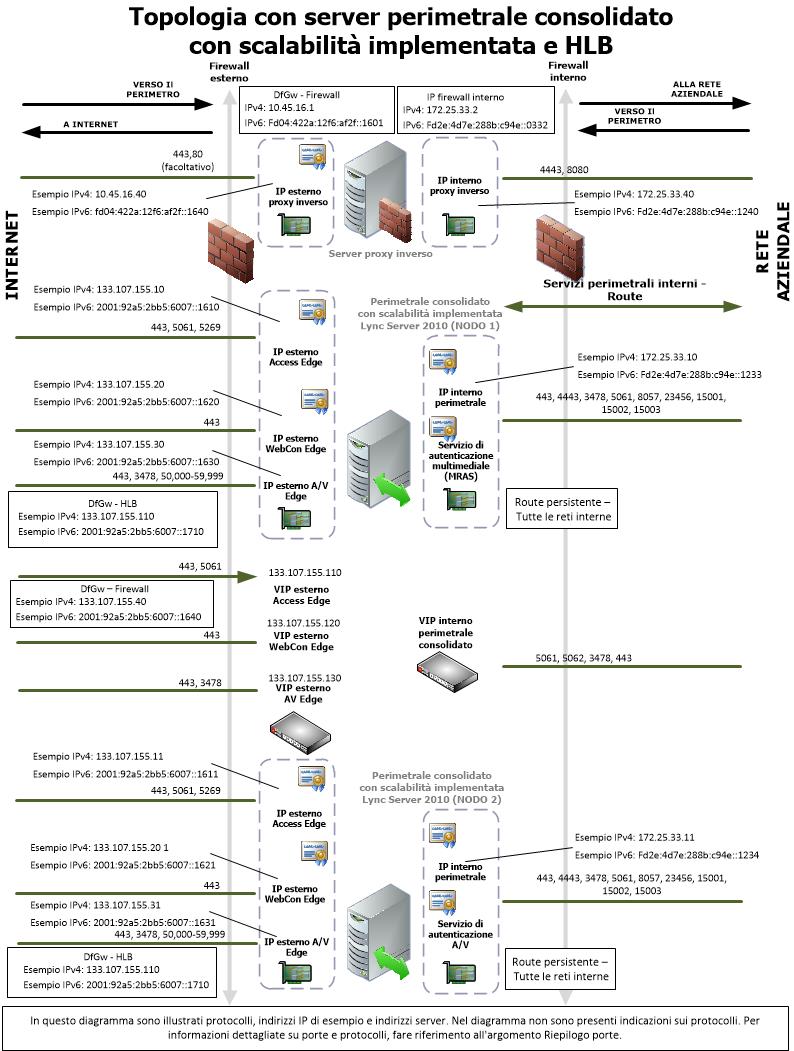 Topologia con server perimetrale consolidato
con scalabilità implementata e HLB
Firewall
esterno
Firewall
interno
VERSO Il
PERIMETRO
A INTERNET
DfGw - Firewall
IPv4: 10.45.16.1
IPv6: Fd04:422a:12f6:af2f::1601
IP firewall interno
IPv4: 172.25.33.2
IPv6: Fd2e:4d7e:288b:c94e::0332
ALLA RETE
AZIENDALE
VERSO Il
PERIMETRO
443,80
(facoltativo)
Esempio IPv4: 10.45.16.40
Esempio IPv6: fd04:422a:12f6:af2f::1640
IP esterno
proxy inverso
IP interno
proxy inverso
Server proxy inverso
4443, 8080
Esempio IPv4: 172.25.33.40
Esempio IPv6: Fd2e:4d7e:288b:c94e::1240
INTERNET
RETE
AZIENDALE
Servizi perimetrali interni -
Route
Esempio IPv4: 133.107.155.10
Esempio IPv6: 2001:92a5:2bb5:6007::1610
443, 5061, 5269
IP esterno
Access Edge
Perimetrale consolidato
con scalabilità implementata
Lync Server 2010 (NODO 1)
Esempio IPv4: 172.25.33.10
Esempio IPv6: Fd2e:4d7e:288b:c94e::1233
IP interno
perimetrale
443, 4443, 3478, 5061, 8057, 23456, 15001,
15002, 15003
Esempio IPv4: 133.107.155.20
Esempio IPv6: 2001:92a5:2bb5:6007::1620
443
IP esterno
WebCon Edge
Servizio di
autenticazione
multimediale
(MRAS)
Esempio IPv4: 133.107.155.30
Esempio IPv6: 2001:92a5:2bb5:6007::1630
443, 3478, 50,000-59,999
IP esterno A/V
Edge
DfGw - HLB
Esempio IPv4: 133.107.155.110
Esempio IPv6: 2001:92a5:2bb5:6007::1710
Route persistente –
Tutte le reti interne
443, 5061
133.107.155.110
VIP esterno
Access Edge
DfGw – Firewall
Esempio IPv4: 133.107.155.40
Esempio IPv6: 2001:92a5:2bb5:6007::1640
443
133.107.155.120
VIP esterno
WebCon Edge
VIP interno
perimetrale
consolidato
5061, 5062, 3478, 443
443, 3478
133.107.155.130
VIP esterno
AV Edge
Esempio IPv4: 133.107.155.11
Esempio IPv6: 2001:92a5:2bb5:6007::1611
443, 5061, 5269
IP esterno
Access Edge
Perimetrale consolidato
con scalabilità implementata
Lync Server 2010 (NODO 2)
Esempio IPv4: 172.25.33.11
Esempio IPv6: Fd2e:4d7e:288b:c94e::1234
IP interno
perimetrale
443, 4443, 3478, 5061, 8057, 23456, 15001,
15002, 15003
Esempio IPv4: 133.107.155.20 1
Esempio IPv6: 2001:92a5:2bb5:6007::1621
443
IP esterno
WebCon Edge
Servizio di
autenticazione
A/V
Esempio IPv4: 133.107.155.31
Esempio IPv6: 2001:92a5:2bb5:6007::1631
443, 3478, 50,000-59,999
IP esterno A/V
Edge
DfGw - HLB
Esempio IPv4: 133.107.155.110
Esempio IPv6: 2001:92a5:2bb5:6007::1710
Route persistente –
Tutte le reti interne
In questo diagramma sono illustrati protocolli, indirizzi IP di esempio e indirizzi server. Nel diagramma non sono presenti indicazioni sui protocolli. Per
informazioni dettagliate su porte e protocolli, fare riferimento all'argomento Riepilogo porte.